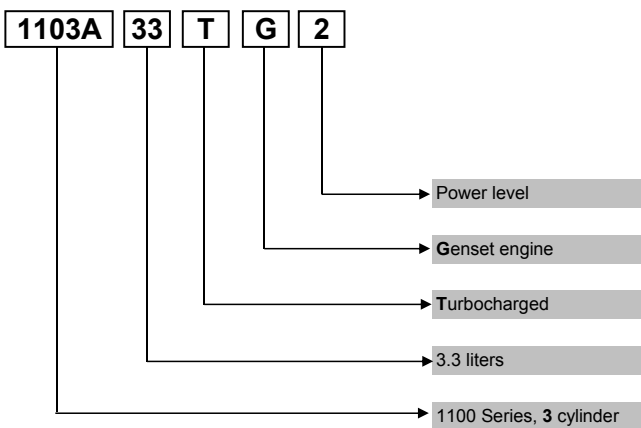 1103A 33 T G 2
Power level
Genset engine
Turbocharged
3.3 liters
1100 Series, 3 cylinder